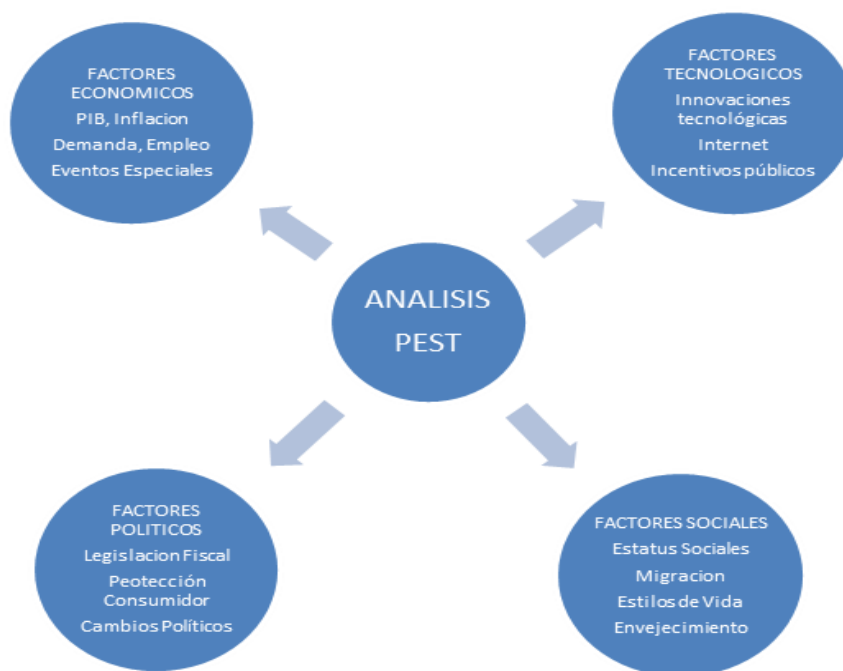 FACTORES
ECONOMICOS
PIB, Inflacion
Demanda, Empleo
Eventos Especiales
FACTORES
TECNOLOGICOS
Innovaciones
tecnológicas
Internet
Incentivos públicos
ANALISIS
PEST
FACTORES
POLITICOS
Legislacion Fiscal
Peotección
Consumidor
Cambios Políticos
FACTORES SOCIALES
Estatus Sociales
Migracion
Estilos de Vida
Envejecimiento